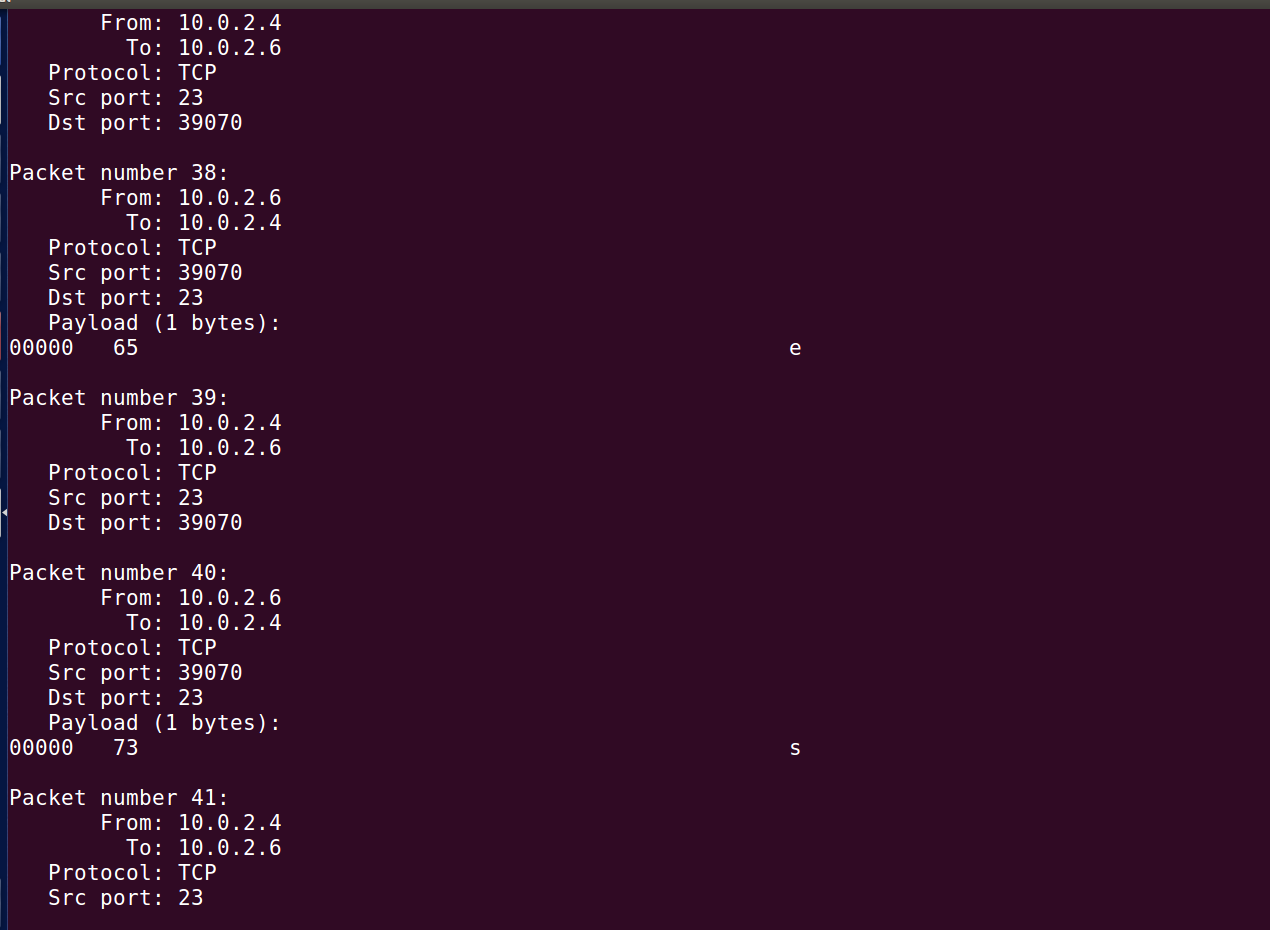 From: 10.0.2.4
To: 10.0.2.6
Protocol: TCP
Src port: 23
Dst port: 39070
Packet number 38:
From: 10.0.2.6
To: 10.0.2.4
Protocol: TCP
Src port: 39070
Dst port: 23
Payload (1 bytes):
00000   65                                                  e
Packet number 39:
From: 10.0.2.4
To: 10.0.2.6
Protocol: TCP
Src port: 23
Dst port: 39070
Packet number 40:
From: 10.0.2.6
To: 10.0.2.4
Protocol: TCP
Src port: 39070
Dst port: 23
Payload (1 bytes):
00000   73                                                  s
Packet number 41:
From: 10.0.2.4
To: 10.0.2.6
Protocol: TCP
Src port: 23